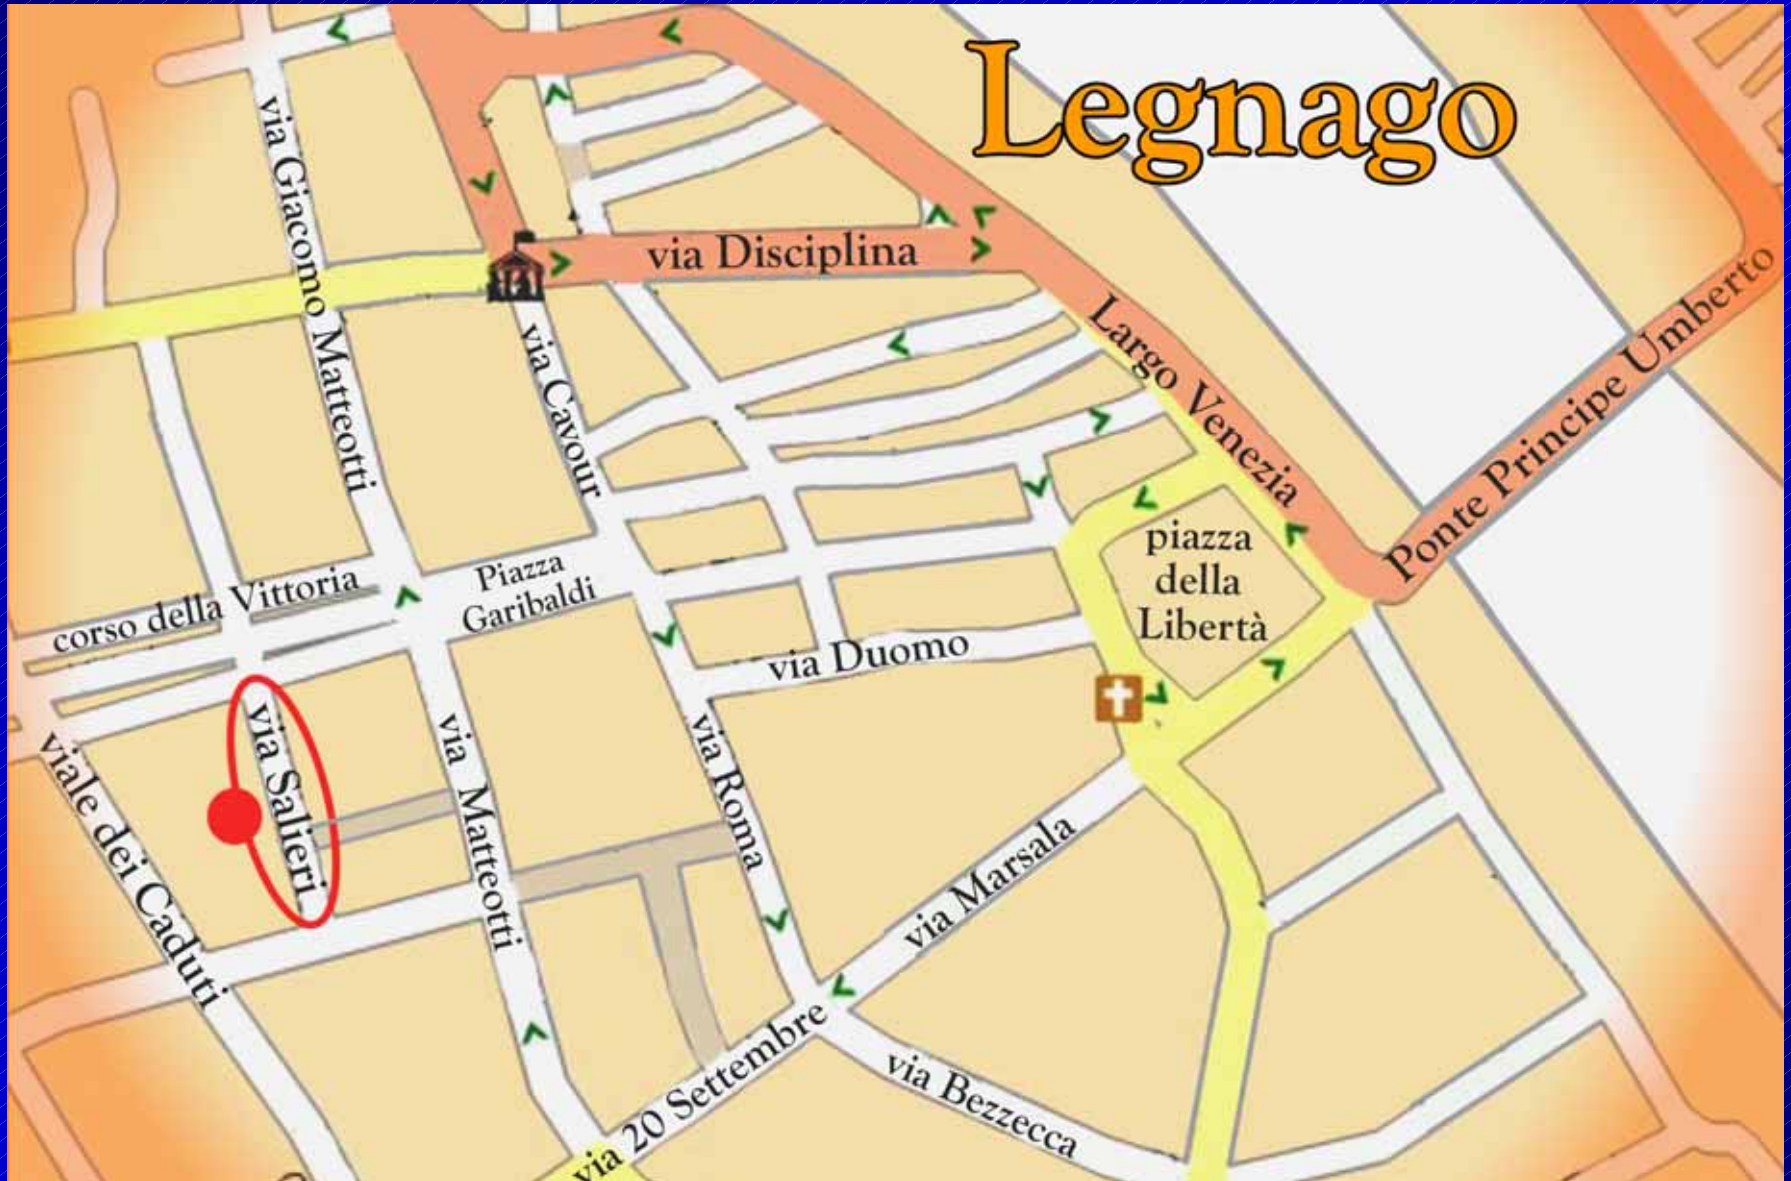 Legnago
via Giacomo Matteotti
via Disciplina
Largo Venezia
Ponte Principe Umberto
via Cavour
piazza
della
Libertà
Piazza
Garibaldi
corso della Vittoria
via Duomo
via Salieri
viale dei Caduti
via Matteotti
via Roma
via Marsala
via 20 Settembre
via Bezzecca